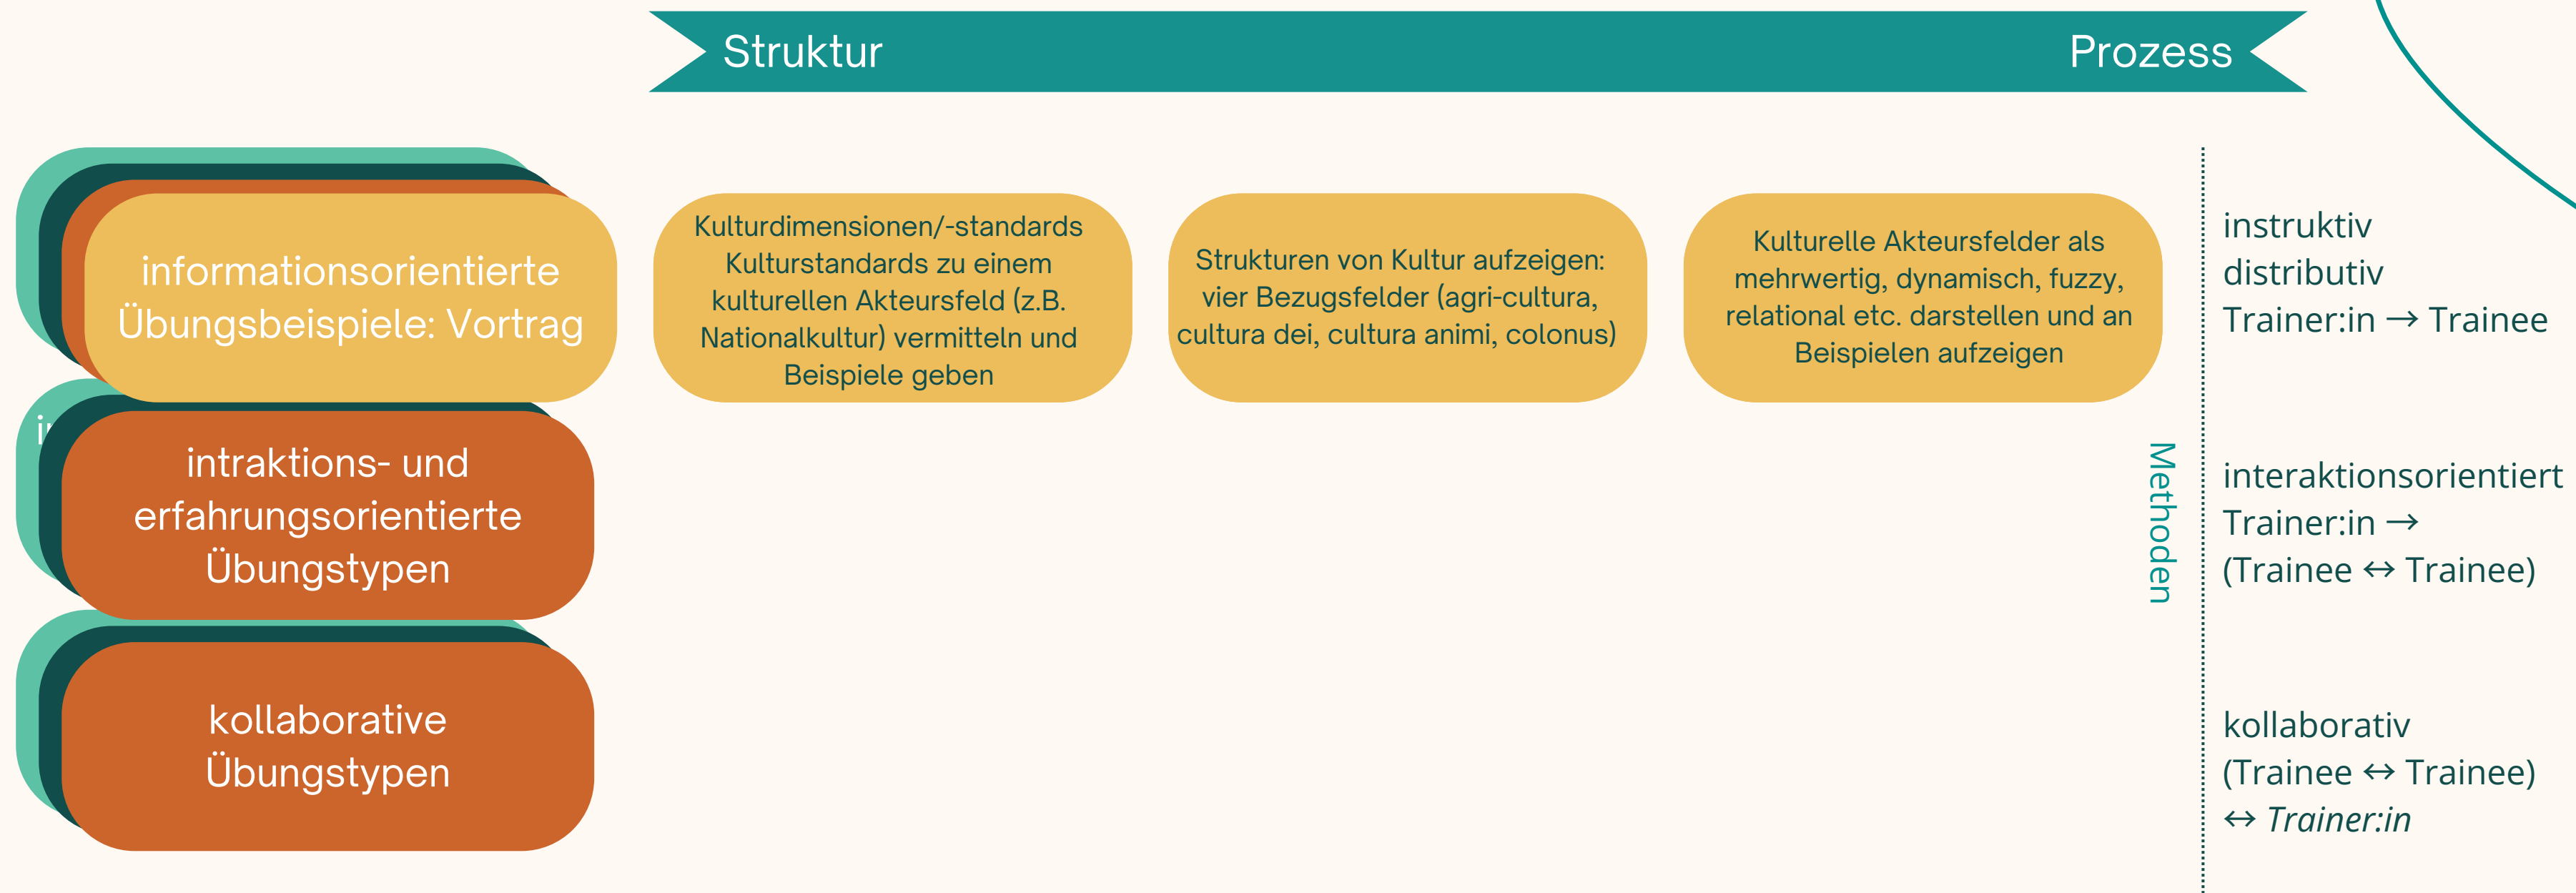 Struktur
Prozess
informationsorientierte
Übungsbeispiele: Vortrag
Kulturdimensionen/-standards
Kulturstandards zu einem
kulturellen Akteursfeld (z.B.
Nationalkultur) vermitteln und
Beispiele geben
Strukturen von Kultur aufzeigen:
vier Bezugsfelder (agri-cultura,
cultura dei, cultura animi, colonus)
Kulturelle Akteursfelder als
mehrwertig, dynamisch, fuzzy,
relational etc. darstellen und an
Beispielen aufzeigen
instruktiv
distributiv
Trainer:in → Trainee
intraktions- und
erfahrungsorientierte
Übungstypen
Methoden
interaktionsorientiert
Trainer:in →
(Trainee ↔ Trainee)
kollaborative
Übungstypen
kollaborativ
(Trainee ↔ Trainee)
↔ Trainer:in